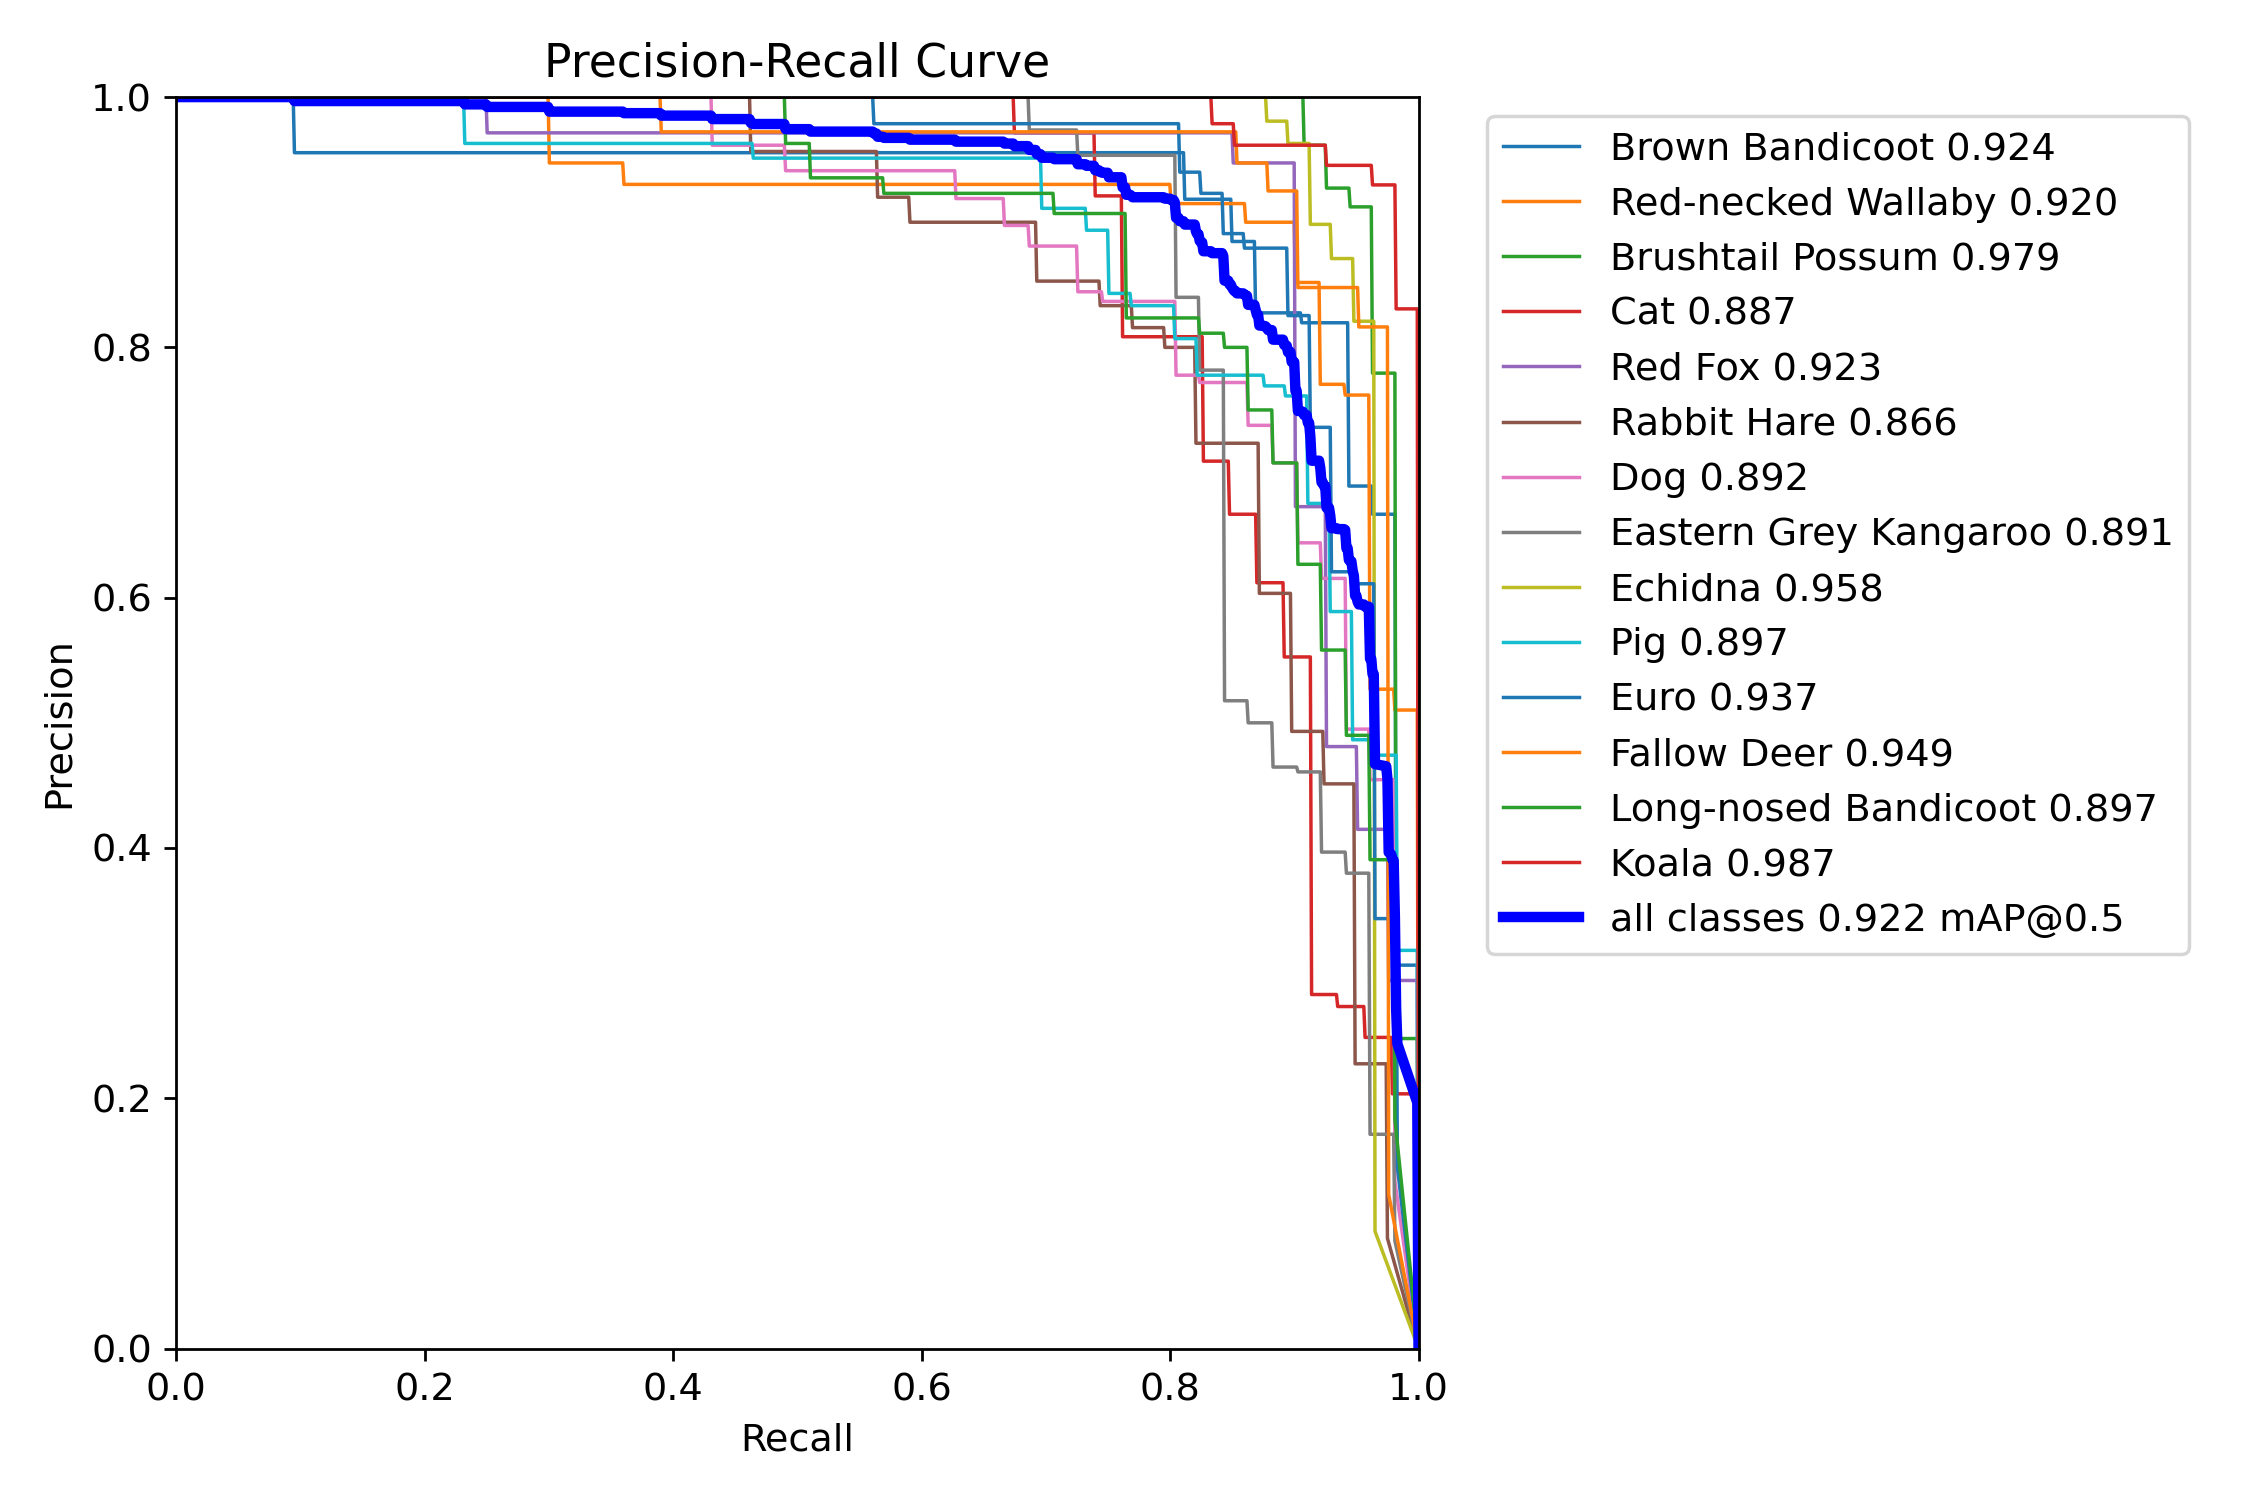 Precision-Recall Curve
1.0
0.8
0.6
0.4
0.2
0.0
Precision
0.0 0.2 0.4 0.6 0.8 1.0
Recall
Brown Bandicoot 0.924
Red-necked Wallaby 0.920
Brushtail Possum 0.979
Cat 0.887
Red Fox 0.923
Rabbit Hare 0.866
Dog 0.892
Eastern Grey Kangaroo 0.891
Echidna 0.958
Pig 0.897
Euro 0.937
Fallow Deer 0.949
Long-nosed Bandicoot 0.897
Koala 0.987
all classes 0.922 mAP@0.5